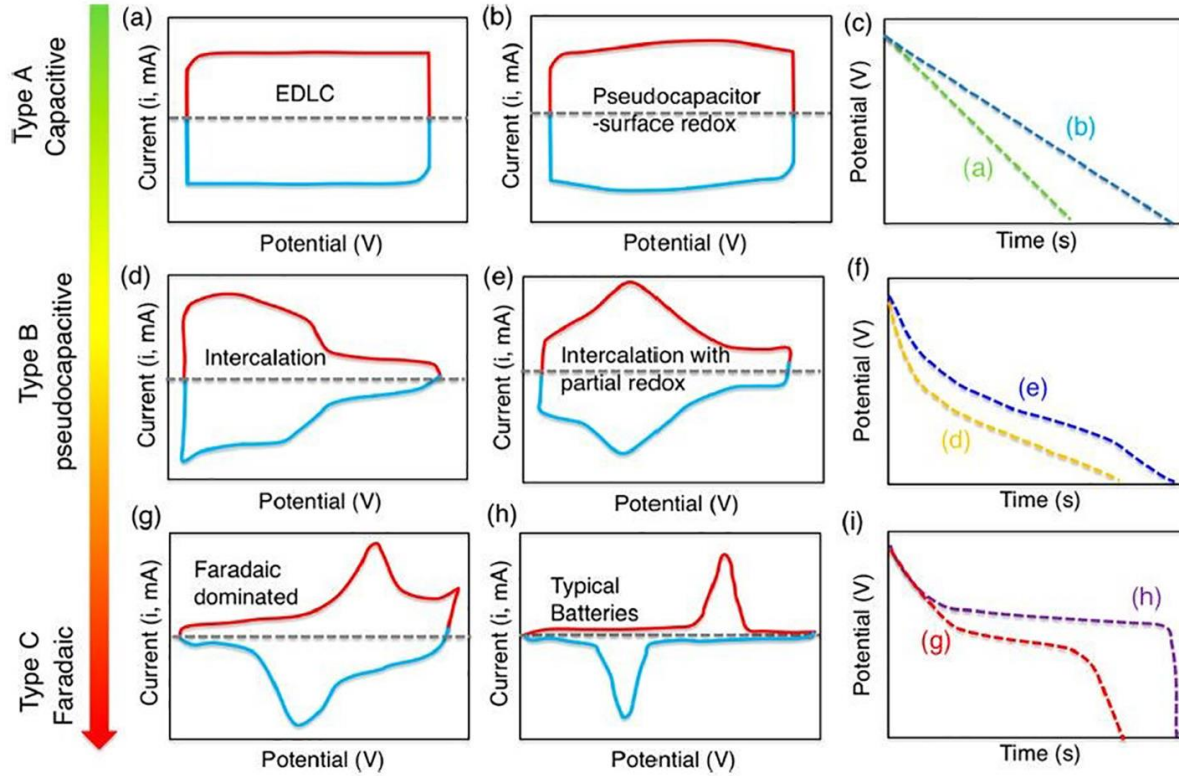 Type A
Capacitive
(a)
Current (i, mA)
EDLC
Potential (V)
(b)
Current (i, mA)
Pseudocapacitor
-surface redox
Potential (V)
(c)
Potential (V)
(b)
(a)
Time (s)
Type B
pseudocapacitive
(d)
Current (i, mA)
Intercalation
Potential (V)
(e)
Current (i, mA)
Intercalation with
partial redox
Potential (V)
(f)
Potential (V)
(e)
(d)
Time (s)
Type C
Faradaic
(g)
Current (i, mA)
Faradaic
dominated
Potential (V)
(h)
Current (i, mA)
Typical
Batteries
Potential (V)
(i)
Potential (V)
(h)
(g)
Time (s)